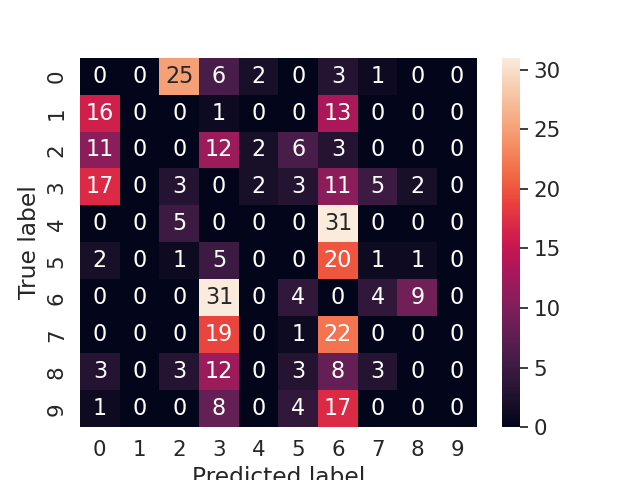 0 0 0 25 6 2 0 3 1 0 0
1 16 0 0 1 0 0 13 0 0 0
2 11 0 0 12 2 6 3 0 0 0
3 17 0 3 0 2 3 11 5 2 0
4 0 0 5 0 0 0 31 0 0 0
5 2 0 1 5 0 0 20 1 1 0
6 0 0 0 31 0 4 0 4 9 0
7 0 0 0 19 0 1 22 0 0 0
8 3 0 3 12 0 3 8 3 0 0
9 1 0 0 8 0 4 17 0 0 0
0 1 2 3 4 5 6 7 8 9
Predicted label
True label
30
25
20
15
10
5
0